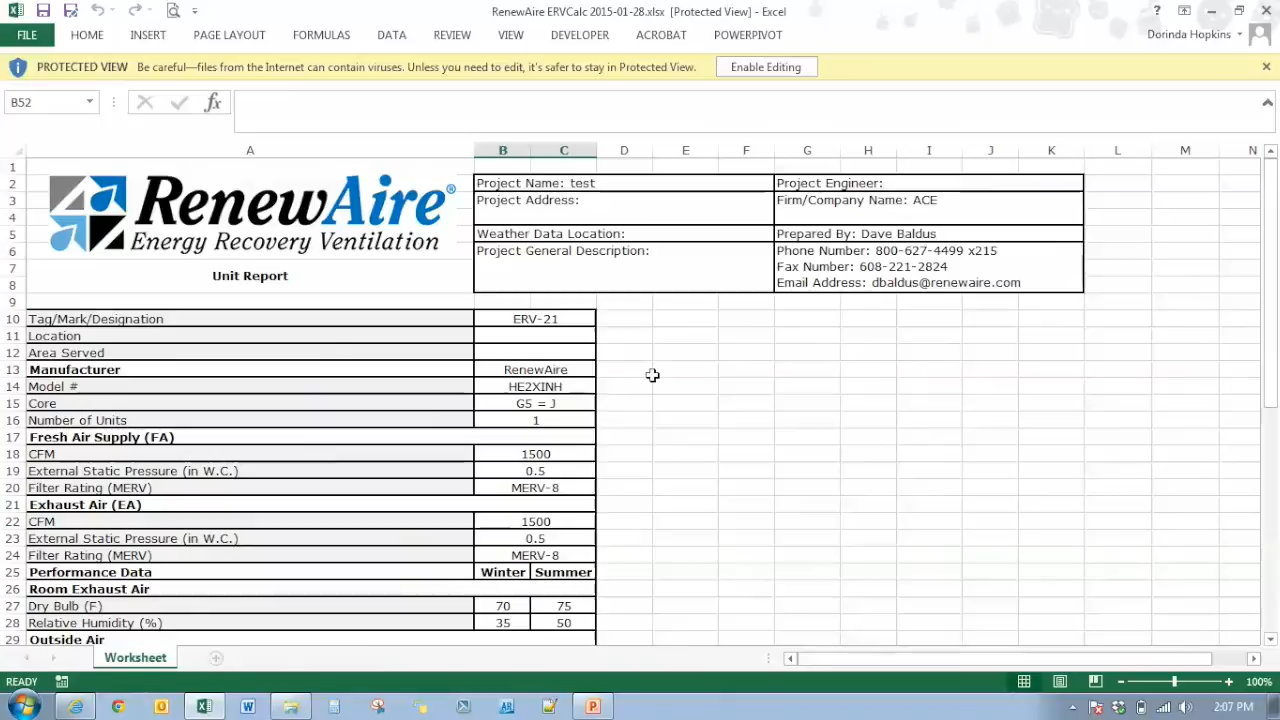 RenewAire ERVCalc 2015-01-28.xlsx [Protected View] - Excel
FILE HOME INSERT PAGE LAYOUT FORMULAS DATA REVIEW VIEW DEVELOPER ACROBAT POWERPIVOT Dorinda Hopkins
PROTECTED VIEW Be careful—files from the Internet can contain viruses. Unless you need to edit, it's safer to stay in Protected View. Enable Editing
B52 fx
A B C D E F G H I J K L M N
1
2 Project Name: test Project Engineer:
3 Project Address: Firm/Company Name: ACE
4
5 Weather Data Location: Prepared By: Dave Baldus
6 Project General Description: Phone Number: 800-627-4499 x215
7 Fax Number: 608-221-2824
8 Email Address: dbaldus@renewaire.com
RenewAire®
Energy Recovery Ventilation
Unit Report
9
10 Tag/Mark/Designation ERV-21
11 Location
12 Area Served
13 Manufacturer RenewAire
14 Model # HE2XINH
15 Core G5 = J
16 Number of Units 1
17 Fresh Air Supply (FA)
18 CFM 1500
19 External Static Pressure (in W.C.) 0.5
20 Filter Rating (MERV) MERV-8
21 Exhaust Air (EA)
22 CFM 1500
23 External Static Pressure (in W.C.) 0.5
24 Filter Rating (MERV) MERV-8
25 Performance Data Winter Summer
26 Room Exhaust Air
27 Dry Bulb (F) 70 75
28 Relative Humidity (%) 35 50
29 Outside Air
Worksheet
READY 100%
2:07 PM